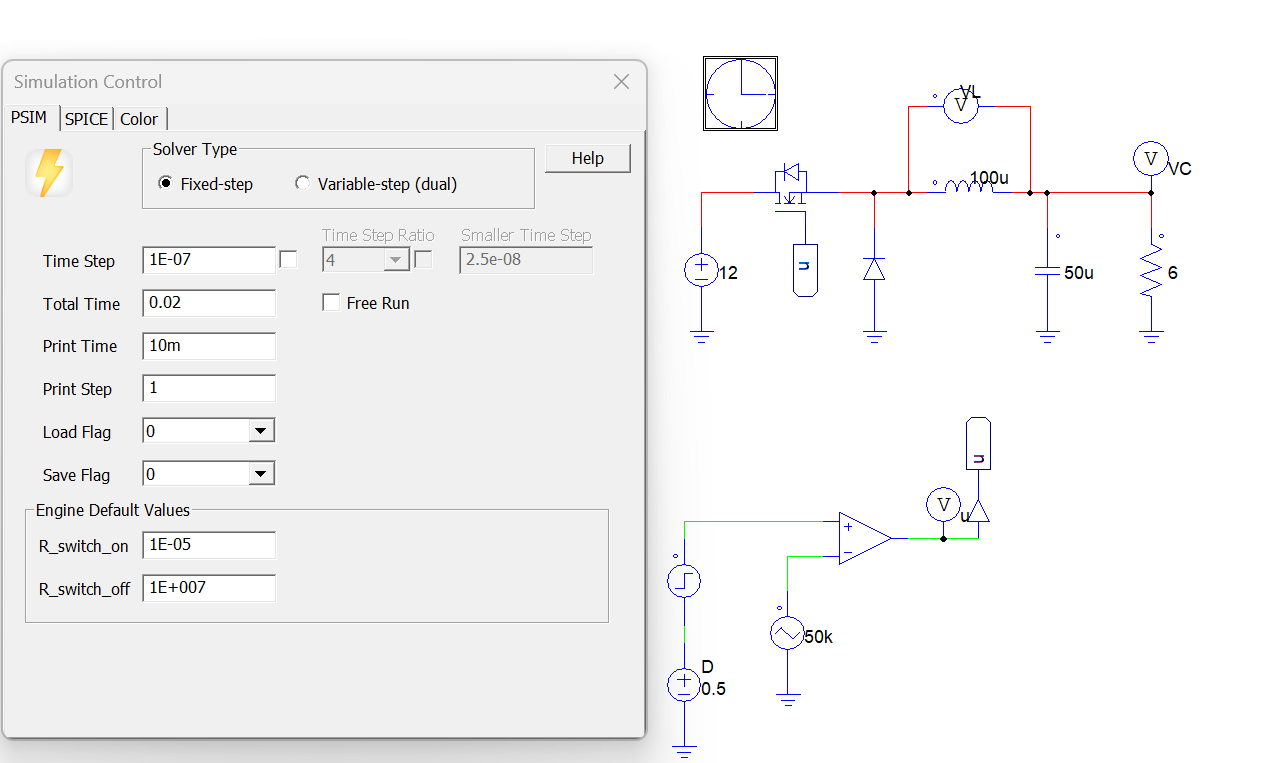 Simulation Control
PSIM SPICE Color
Solver Type
Fixed-step Variable-step (dual)
Help
Time Step 1E-07
Time Step Ratio
4
Smaller Time Step
2.5e-08
Total Time 0.02
Free Run
Print Time 10m
Print Step 1
Load Flag 0
Save Flag 0
Engine Default Values
R_switch_on 1E-05
R_switch_off 1E+007
VL
V
100u
V
VC
12
u
50u
6
u
V
u
50k
D
0.5